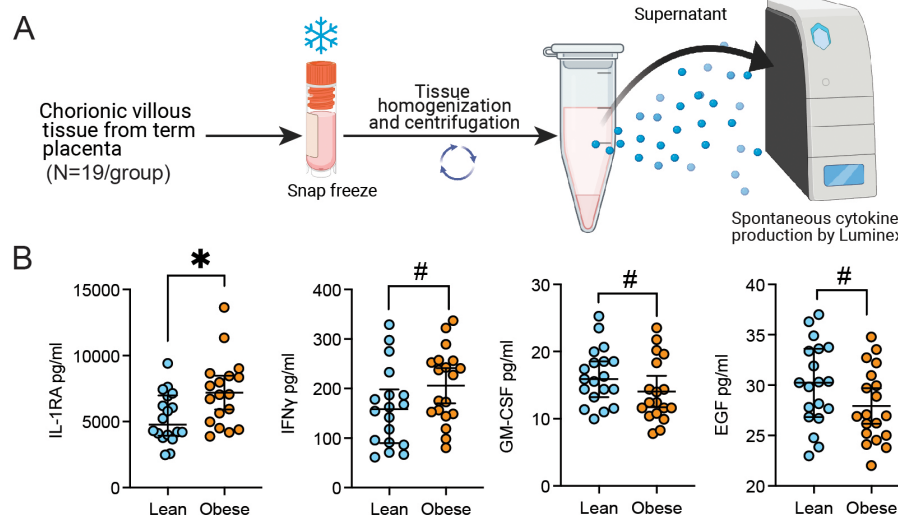 A
Supernatant
Chorionic villous
tissue from term
placenta
(N=19/group)
Tissue
homogenization
and centrifugation
Snap freeze
Spontaneous cytokine
production by Luminex
B
*
IL-1RA pg/ml
15000
10000
5000
0
Lean Obese
#
IFNγ pg/ml
400
300
200
100
0
Lean Obese
#
GM-CSF pg/ml
30
20
10
0
Lean Obese
#
EGF pg/ml
40
35
30
25
20
Lean Obese